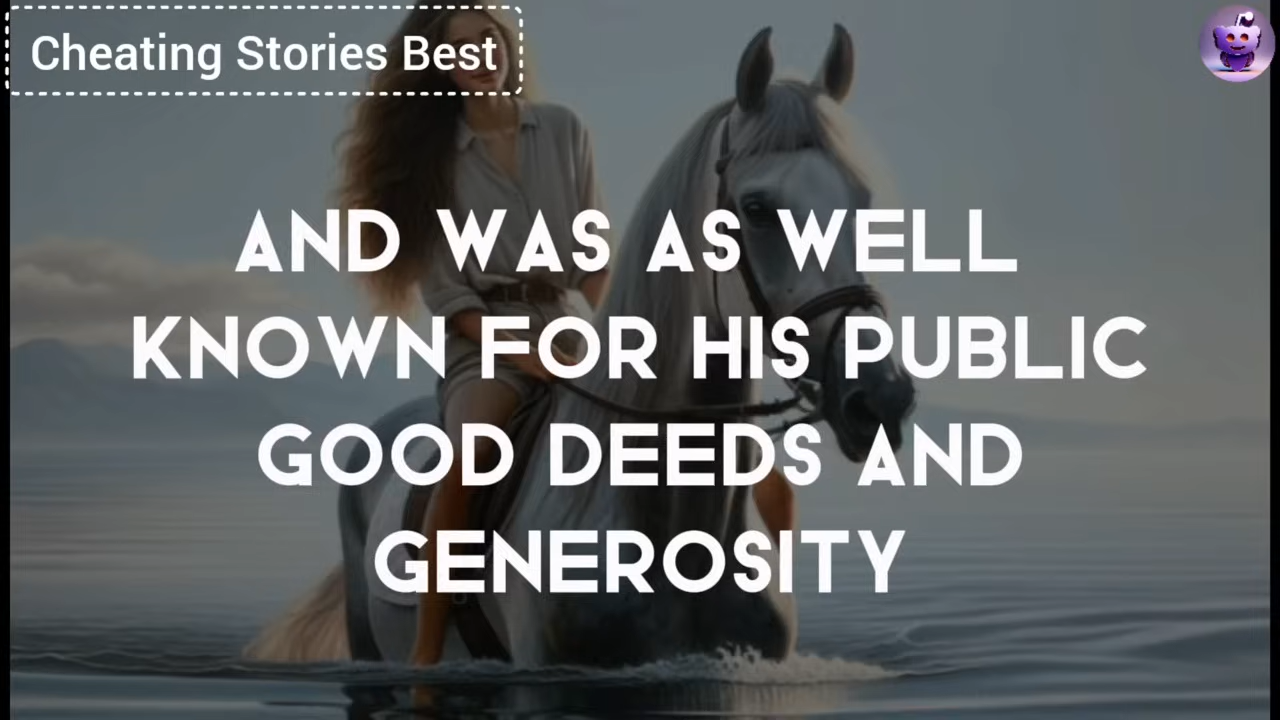 Cheating Stories Best
AND WAS AS WELL
KNOWN FOR HIS PUBLIC
GOOD DEEDS AND
GENEROSITY